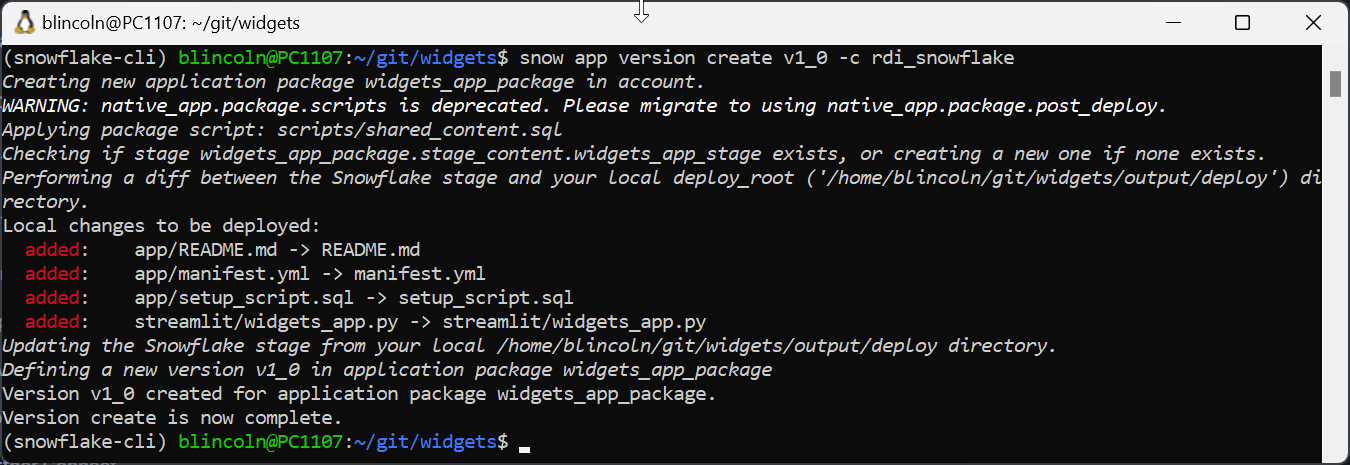 blincoln@PC1107: ~/git/widgets
(snowflake-cli) blincoln@PC1107:~/git/widgets$ snow app version create v1_0 -c rdi_snowflake
Creating new application package widgets_app_package in account.
WARNING: native_app.package.scripts is deprecated. Please migrate to using native_app.package.post_deploy.
Applying package script: scripts/shared_content.sql
Checking if stage widgets_app_package.stage_content.widgets_app_stage exists, or creating a new one if none exists.
Performing a diff between the Snowflake stage and your local deploy_root ('/home/blincoln/git/widgets/output/deploy') di
rectory.
Local changes to be deployed:
  added:    app/README.md -> README.md
  added:    app/manifest.yml -> manifest.yml
  added:    app/setup_script.sql -> setup_script.sql
  added:    streamlit/widgets_app.py -> streamlit/widgets_app.py
Updating the Snowflake stage from your local /home/blincoln/git/widgets/output/deploy directory.
Defining a new version v1_0 in application package widgets_app_package
Version v1_0 created for application package widgets_app_package.
Version create is now complete.
(snowflake-cli) blincoln@PC1107:~/git/widgets$